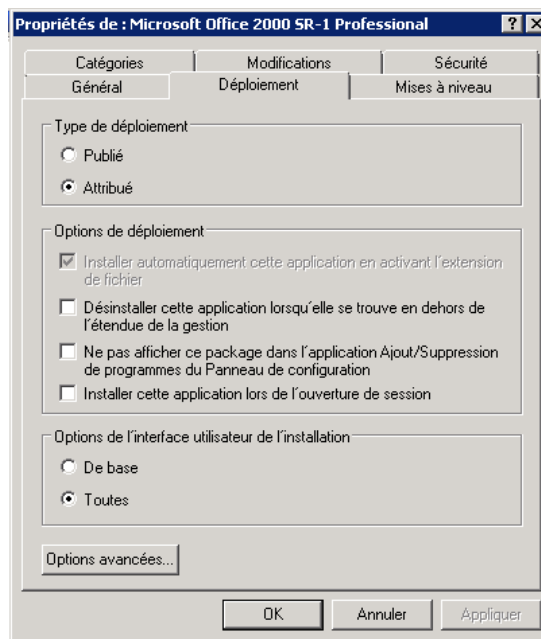 Propriétés de : Microsoft Office 2000 SR-1 Professional
Catégories
Modifications
Sécurité
Général
Déploiement
Mises à niveau
Type de déploiement
Publié
Attribué
Options de déploiement
Installer automatiquement cette application en activant l'extension
de fichier
Désinstaller cette application lorsqu'elle se trouve en dehors de
l'étendue de la gestion
Ne pas afficher ce package dans l'application Ajout/Suppression
de programmes du Panneau de configuration
Installer cette application lors de l'ouverture de session
Options de l'interface utilisateur de l'installation
De base
Toutes
Options avancées...
OK
Annuler
Appliquer